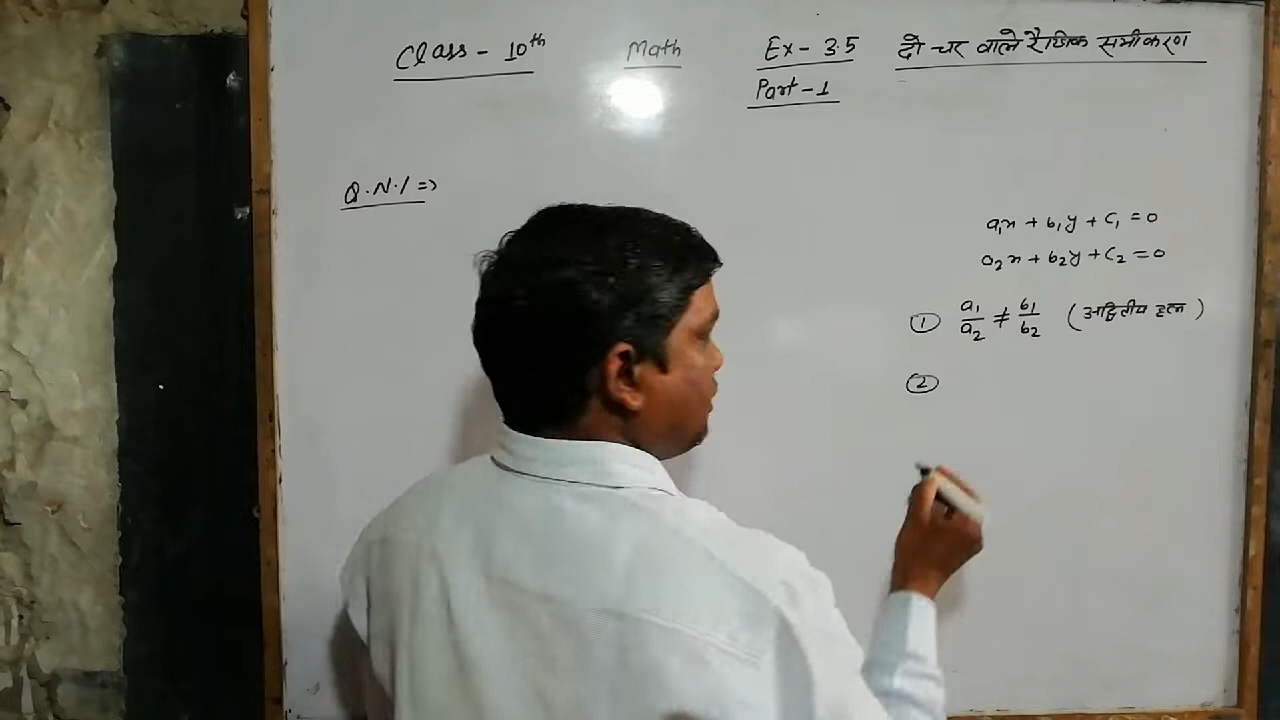 Class - 10th Math Ex - 3.5 दो चर वाले रैखिक समीकरण
Part - 1
Q.N.1 =>
a₁x + b₁y + c₁ = 0
a₂x + b₂y + c₂ = 0
① a₁/a₂ ≠ b₁/b₂ (अद्वितीय हल)
②